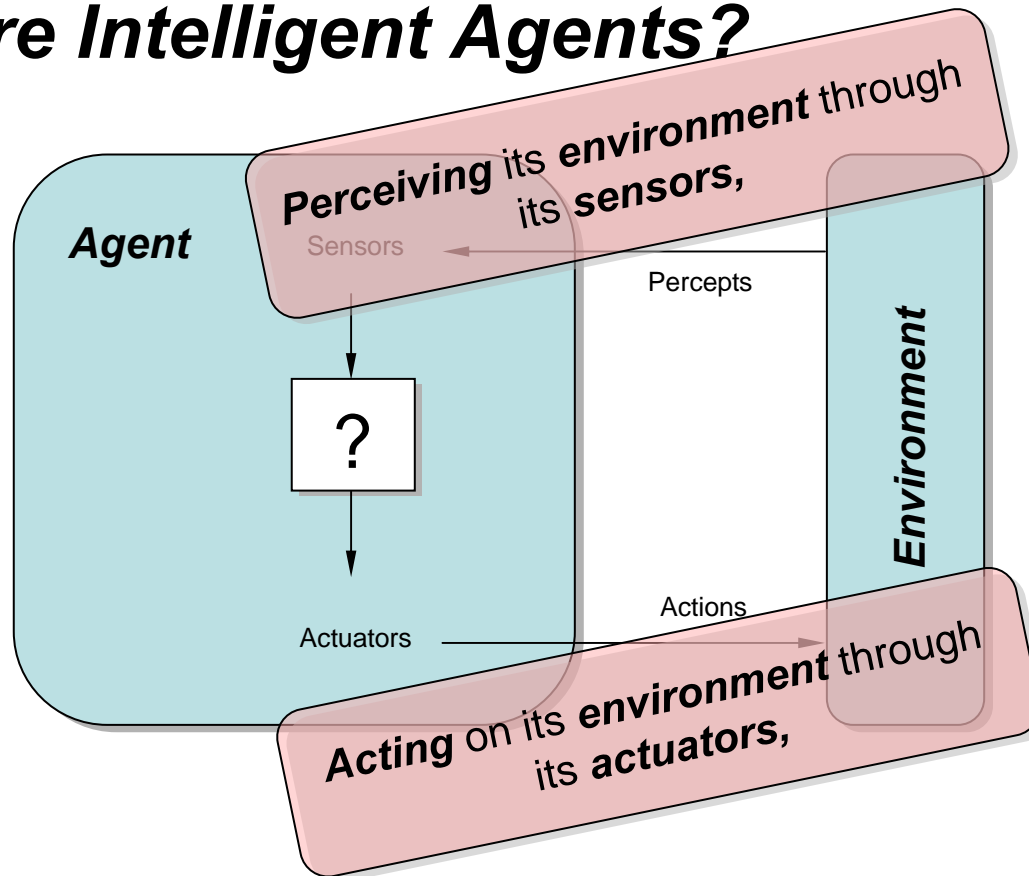 re Intelligent Agents?
Perceiving its environment through
its sensors,
Agent
Sensors
Percepts
?
Environment
Actuators
Actions
Acting on its environment through
its actuators,